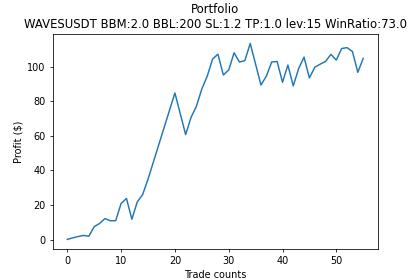 Portfolio
WAVESUSDT BBM:2.0 BBL:200 SL:1.2 TP:1.0 lev:15 WinRatio:73.0
Profit ($)
100
80
60
40
20
0
0 10 20 30 40 50
Trade counts